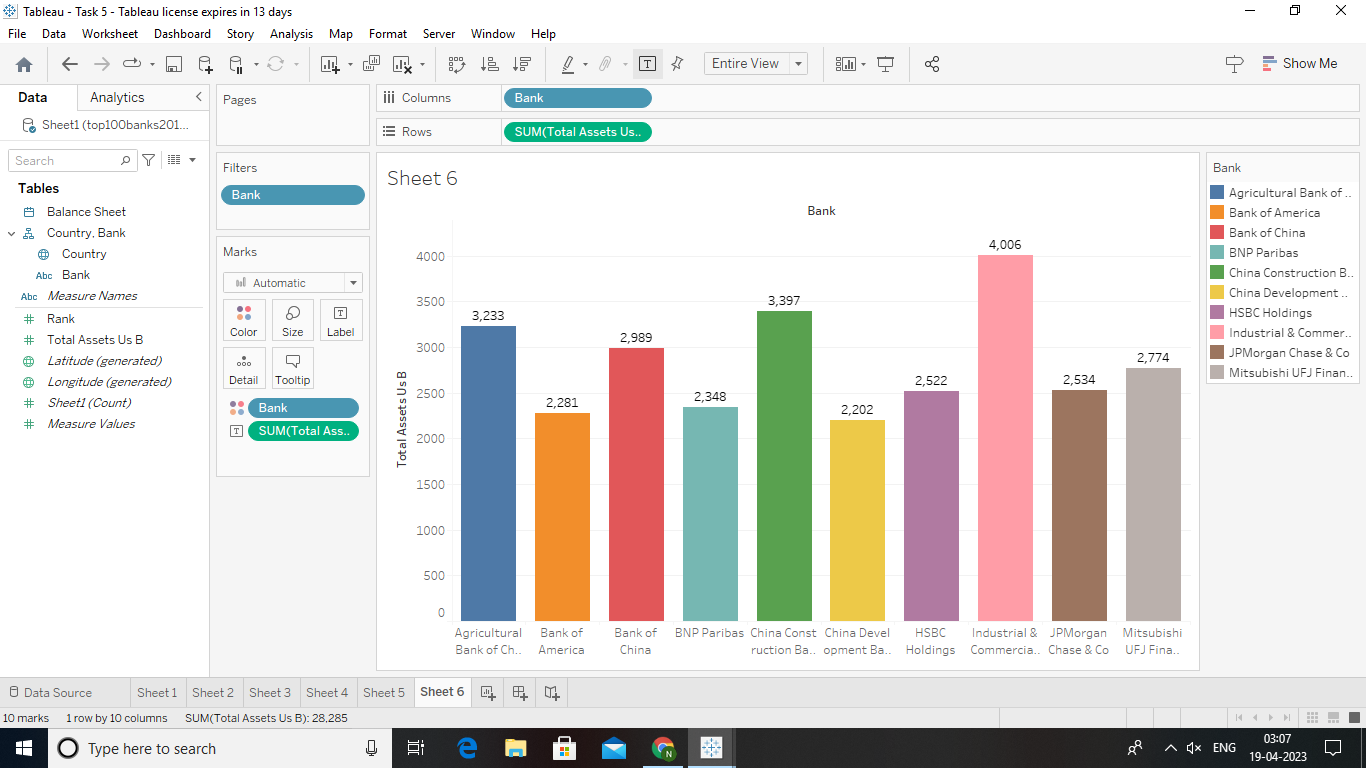 Tableau - Task 5 - Tableau license expires in 13 days
File Data Worksheet Dashboard Story Analysis Map Format Server Window Help
Entire View
Show Me
Data Analytics
Sheet1 (top100banks201...
Search
Tables
Balance Sheet
Country, Bank
Country
Abc Bank
Abc Measure Names
Rank
Total Assets Us B
Latitude (generated)
Longitude (generated)
Sheet1 (Count)
Measure Values
Pages
Filters
Bank
Marks
Automatic
Color Size Label
Detail Tooltip
Bank
SUM(Total Ass..
Columns Bank
Rows SUM(Total Assets Us..
Sheet 6
Bank
Total Assets Us B
4000
3500
3000
2500
2000
1500
1000
500
0
3,233
2,281
2,989
2,348
3,397
2,202
2,522
4,006
2,534
2,774
Agricultural
Bank of Ch..
Bank of
America
Bank of
China
BNP Paribas
China Const
ruction Ba..
China Devel
opment Ba..
HSBC
Holdings
Industrial &
Commercia..
JPMorgan
Chase & Co
Mitsubishi
UFJ Fina..
Bank
Agricultural Bank of ..
Bank of America
Bank of China
BNP Paribas
China Construction B..
China Development ..
HSBC Holdings
Industrial & Commer..
JPMorgan Chase & Co
Mitsubishi UFJ Finan..
Data Source Sheet 1 Sheet 2 Sheet 3 Sheet 4 Sheet 5 Sheet 6
10 marks 1 row by 10 columns SUM(Total Assets Us B): 28,285
Type here to search
N
ENG
03:07
19-04-2023